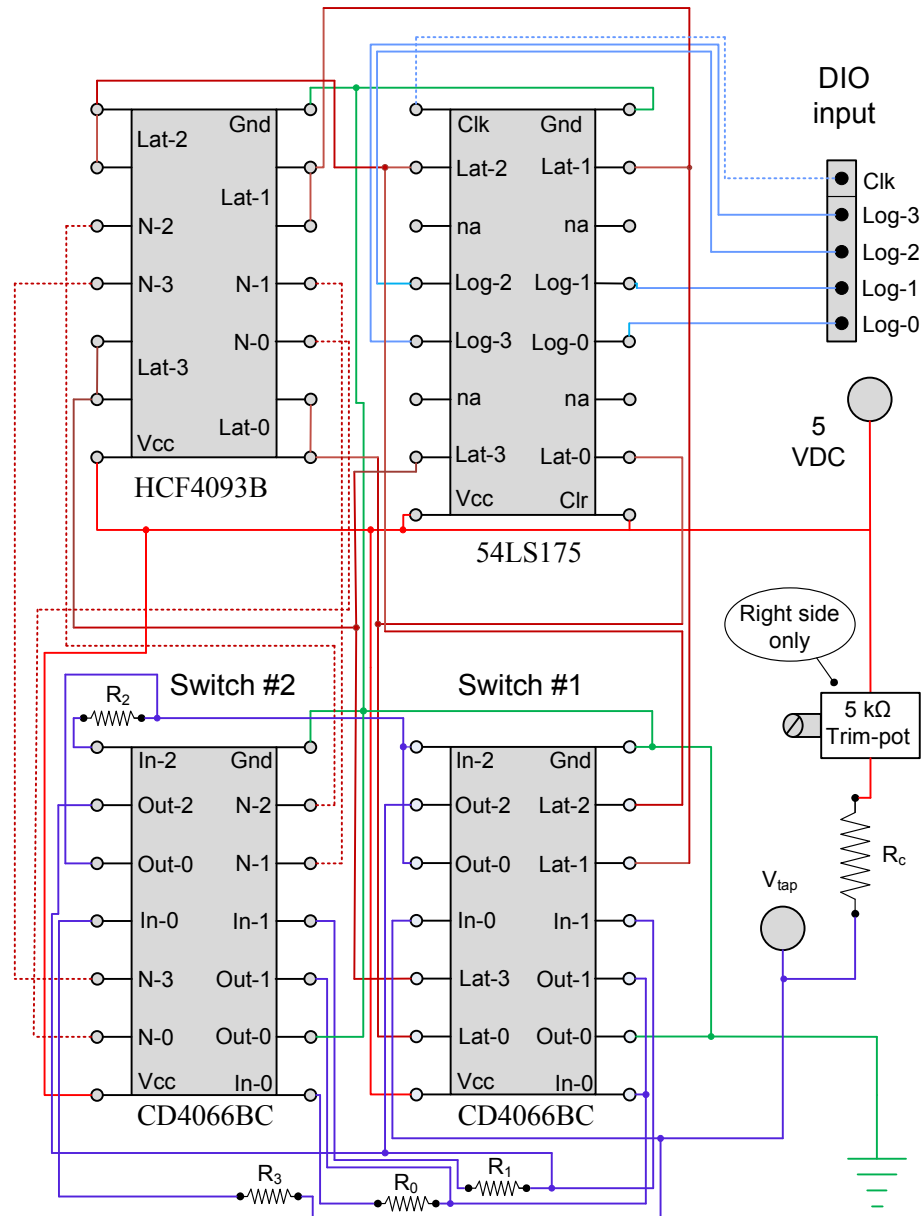 DIO
input
Clk
Log-3
Log-2
Log-1
Log-0
Lat-2
Gnd
Lat-1
N-2
N-3
N-1
N-0
Lat-3
Lat-0
Vcc
HCF4093B
Clk
Gnd
Lat-2
Lat-1
na
na
Log-2
Log-1
Log-3
Log-0
na
na
Lat-3
Lat-0
Vcc
Clr
54LS175
5
VDC
Right side
only
5 kΩ
Trim-pot
Rc
Vtap
Switch #2
R2
In-2
Gnd
Out-2
N-2
Out-0
N-1
In-0
In-1
N-3
Out-1
N-0
Out-0
Vcc
In-0
CD4066BC
Switch #1
In-2
Gnd
Out-2
Lat-2
Out-0
Lat-1
In-0
In-1
Lat-3
Out-1
Lat-0
Out-0
Vcc
In-0
CD4066BC
R3
R0
R1